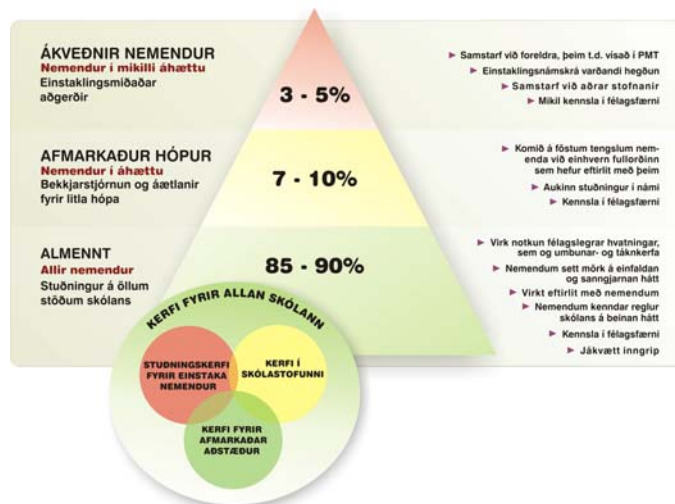 ÁKVEÐNIR NEMENDUR
Nemendur í mikilli áhættu
Einstaklingsmiðaðar
aðgerðir
3 - 5%
Samstarf við foreldra, þeim t.d. vísað í PMT
Einstaklingsnámskrá varðandi hegðun
Samstarf við aðrar stofnanir
Mikil kennsla í félagsfærni
AFMARKAÐUR HÓPUR
Nemendur í áhættu
Bekkjarstjórnun og áætlanir
fyrir litla hópa
7 - 10%
Komið á föstum tengslum nem-
enda við einhvern fullorðinn
sem hefur eftirlit með þeim
Aukinn stuðningur í námi
Kennsla í félagsfærni
ALMENNT
Allir nemendur
Stuðningur á öllum
stöðum skólans
85 - 90%
Virk notkun félagslegrar hvatningar,
sem og umbunar- og táknkerfa
Nemendum sett mörk á einfaldan
og sanngjarnan hátt
Virkt eftirlit með nemendum
Nemendum kenndar reglur
skólans á beinan hátt
Kennsla í félagsfærni
Jákvætt inngrip
KERFI FYRIR ALLAN SKÓLANN
STUÐNINGSKERFI
FYRIR EINSTAKA
NEMENDUR
KERFI Í
SKÓLASTOFUNNI
KERFI FYRIR
AFMARKAÐAR
AÐSTÆÐUR